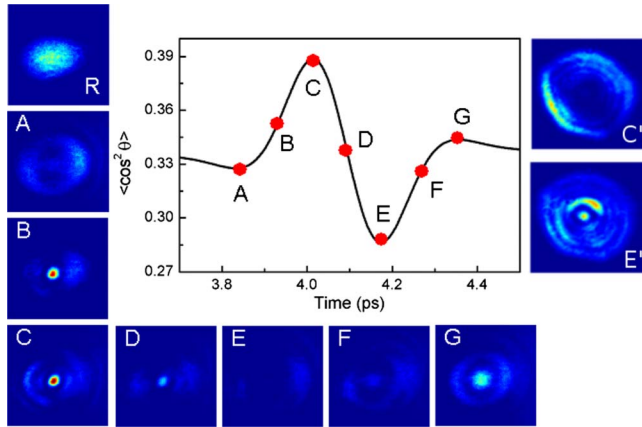 R
A
B
C
D
E
F
G
C'
E'
<cos² θ>
0.39
0.36
0.33
0.30
0.27
A
B
C
D
E
F
G
3.8
4.0
4.2
4.4
Time (ps)